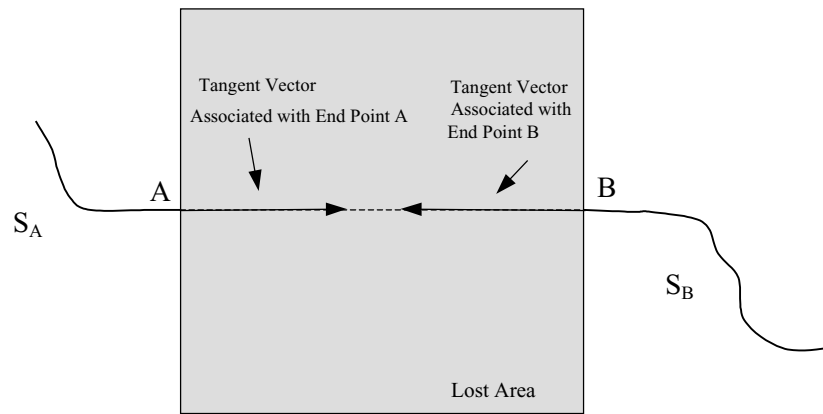 Tangent Vector
Associated with End Point A
Tangent Vector
Associated with
End Point B
A
B
S_A
S_B
Lost Area